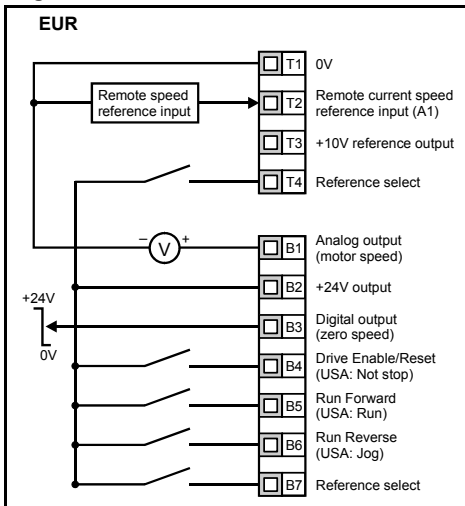 EUR
T1 0V
Remote speed
reference input
T2 Remote current speed
reference input (A1)
T3 +10V reference output
T4 Reference select
– V +
B1 Analog output
(motor speed)
B2 +24V output
+24V
0V
B3 Digital output
(zero speed)
B4 Drive Enable/Reset
(USA: Not stop)
B5 Run Forward
(USA: Run)
B6 Run Reverse
(USA: Jog)
B7 Reference select